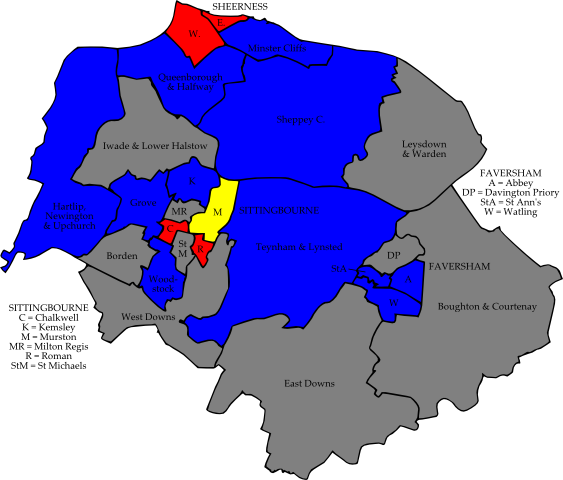 SHEERNESS
W.
E.
Minster Cliffs
Queenborough
& Halfway
Sheppey C.
Iwade & Lower Halstow
Leysdown
& Warden
FAVERSHAM
A = Abbey
DP = Davington Priory
StA = St Ann's
W = Watling
K
Hartlip,
Newington
& Upchurch
Grove
MR
M
SITTINGBOURNE
C
St
M
R
Teynham & Lynsted
DP
Borden
StA
FAVERSHAM
A
Wood-
stock
W
Boughton & Courtenay
SITTINGBOURNE
C = Chalkwell
K = Kemsley
M = Murston
MR = Milton Regis
R = Roman
StM = St Michaels
West Downs
East Downs